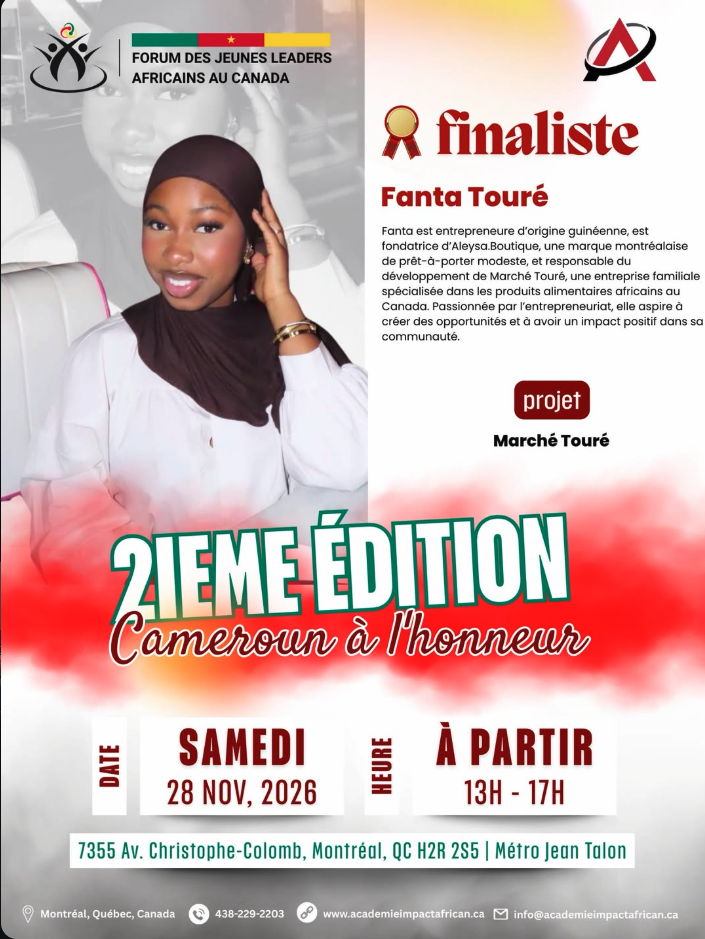 FORUM DES JEUNES LEADERS
AFRICAINS AU CANADA
finaliste
Fanta Touré
Fanta est entrepreneure d'origine guinéenne, est
fondatrice d'Aleysa.Boutique, une marque montréalaise
de prêt-à-porter modeste, et responsable du
développement de Marché Touré, une entreprise familiale
spécialisée dans les produits alimentaires africains au
Canada. Passionnée par l'entrepreneuriat, elle aspire à
créer des opportunités et à avoir un impact positif dans sa
communauté.
projet
Marché Touré
2IEME ÉDITION
Cameroun à l'honneur
DATE
SAMEDI
28 NOV, 2026
HEURE
À PARTIR
13H - 17H
7355 Av. Christophe-Colomb, Montréal, QC H2R 2S5 | Métro Jean Talon
Montréal, Québec, Canada
438-229-2203
www.academieimpactafrican.ca
info@academieimpactafrican.ca